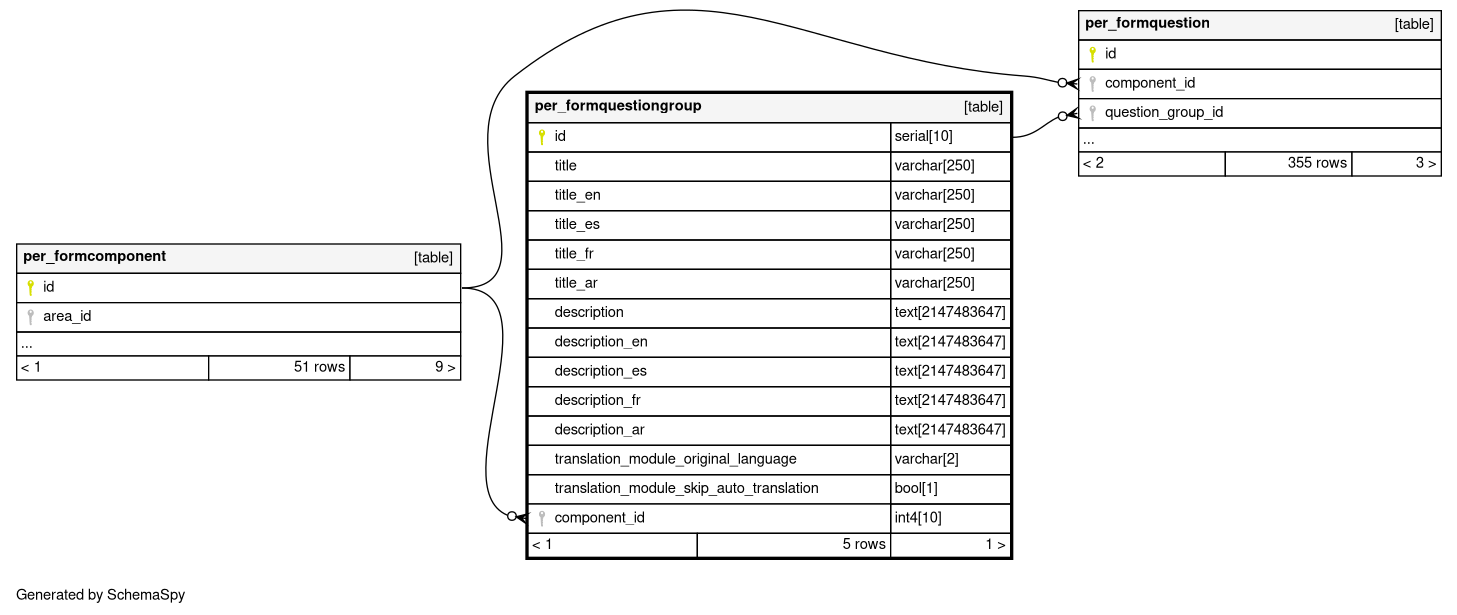 per_formquestion [table]
id
component_id
question_group_id
...
< 2 355 rows 3 >
per_formquestiongroup [table]
id serial[10]
title varchar[250]
title_en varchar[250]
title_es varchar[250]
title_fr varchar[250]
title_ar varchar[250]
description text[2147483647]
description_en text[2147483647]
description_es text[2147483647]
description_fr text[2147483647]
description_ar text[2147483647]
translation_module_original_language varchar[2]
translation_module_skip_auto_translation bool[1]
component_id int4[10]
< 1 5 rows 1 >
per_formcomponent [table]
id
area_id
...
< 1 51 rows 9 >
Generated by SchemaSpy